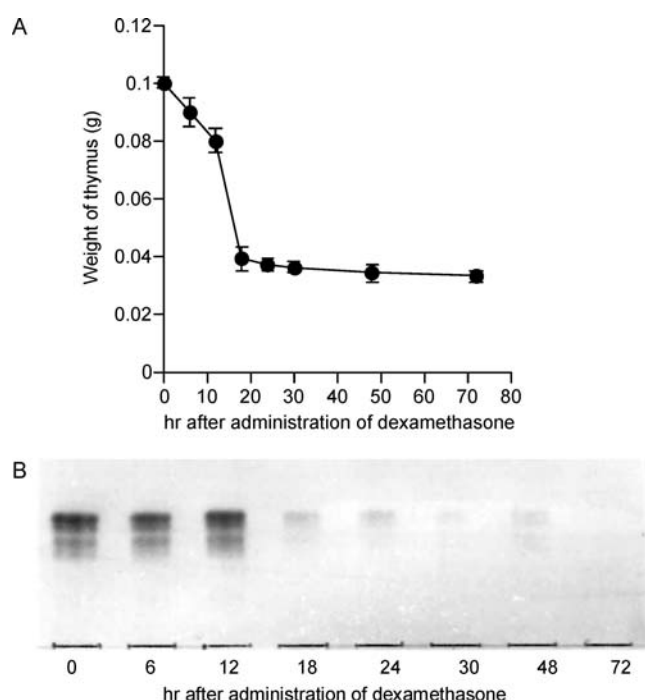 A
0.12
0.1
0.08
0.06
0.04
0.02
0
Weight of thymus (g)
0 10 20 30 40 50 60 70 80
hr after administration of dexamethasone
B
0 6 12 18 24 30 48 72
hr after administration of dexamethasone